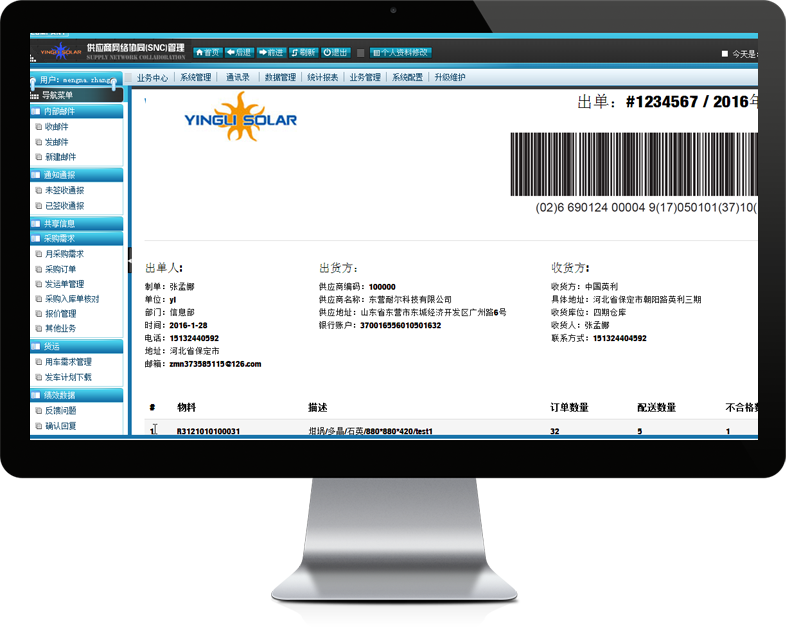 YINGLI SOLAR 供应商网络协同(SNC)管理
SUPPLY NETWORK COLLABORATION
首页 后退 前进 刷新 退出 个人资料修改
今天是:
用户: mengna.zhang
业务中心 系统管理 通讯录 数据管理 统计报表 业务管理 系统配置 升级维护
导航菜单
内部邮件
收邮件
发邮件
新建邮件
通知通报
未签收通报
已签收通报
共享信息
采购需求
月采购需求
采购订单
发运单管理
采购入库单核对
报价管理
其他业务
货运
用车需求管理
发车计划下载
绩效数据
反馈问题
确认回复
YINGLI SOLAR
出单: #1234567 / 2016年
(02)6 690124 00004 9(17)050101(37)10(
出单人:
制单: 张孟娜
单位: yl
部门: 信息部
时间: 2016-1-28
电话: 15132440592
地址: 河北省保定市
邮箱: zmn373585115@126.com
出货方:
供应商编码: 100000
供应商名称: 东营耐尔科技有限公司
供应地址: 山东省东营市东城经济开发区广州路6号
银行账户: 370016556010501632
收货方:
收货方: 中国英利
具体地址: 河北省保定市朝阳路英利三期
收货库位: 四期仓库
收货人: 张孟娜
联系方式: 151324404592
# 物料 描述 订单数量 配送数量 不合格数
1 R3121010100031 坩埚/多晶/石英/880*880*420/test1 32 5 1